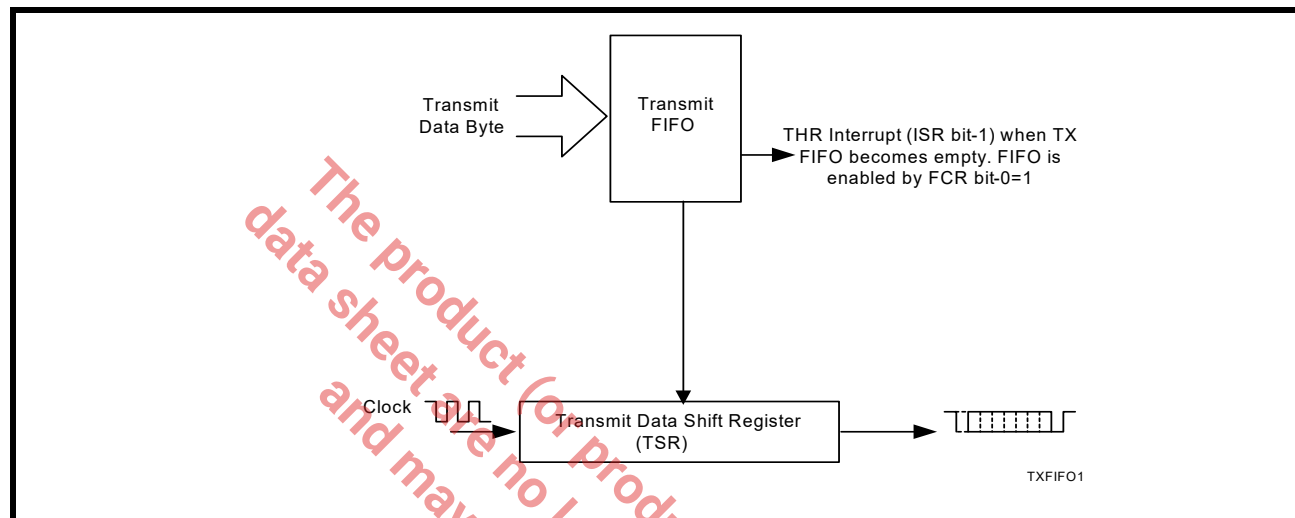 Transmit
Data Byte
Transmit
FIFO
THR Interrupt (ISR bit-1) when TX
FIFO becomes empty. FIFO is
enabled by FCR bit-0=1
Clock
Transmit Data Shift Register
(TSR)
TXFIFO1
The product (or produ
data sheet are no l
and may